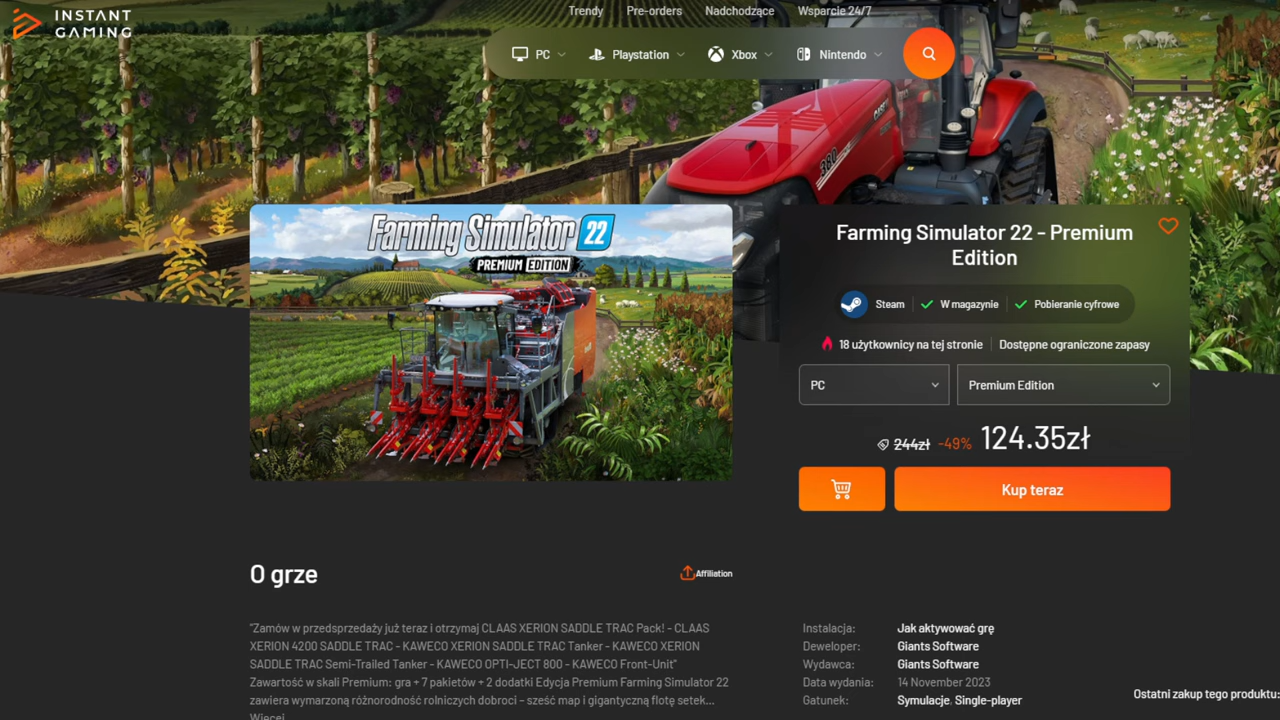 INSTANT
GAMING
Trendy Pre-orders Nadchodzące Wsparcie 24/7
PC Playstation Xbox Nintendo
CASE IH
380
Farming Simulator 22
PREMIUM EDITION
Farming Simulator 22 - Premium
Edition
Steam W magazynie Pobieranie cyfrowe
18 użytkownicy na tej stronie Dostępne ograniczone zapasy
PC Premium Edition
244zł -49% 124.35zł
Kup teraz
O grze
Affiliation
"Zamów w przedsprzedaży już teraz i otrzymaj CLAAS XERION SADDLE TRAC Pack! - CLAAS
XERION 4200 SADDLE TRAC - KAWECO XERION SADDLE TRAC Tanker - KAWECO XERION
SADDLE TRAC Semi-Trailed Tanker - KAWECO OPTI-JECT 800 - KAWECO Front-Unit"
Zawartość w skali Premium: gra + 7 pakietów + 2 dodatki Edycja Premium Farming Simulator 22
zawiera wymarzoną różnorodność rolniczych dobroci – sześć map i gigantyczną flotę setek...
Więcej
Instalacja: Jak aktywować grę
Deweloper: Giants Software
Wydawca: Giants Software
Data wydania: 14 November 2023
Gatunek: Symulacje, Single-player
Ostatni zakup tego produktu: